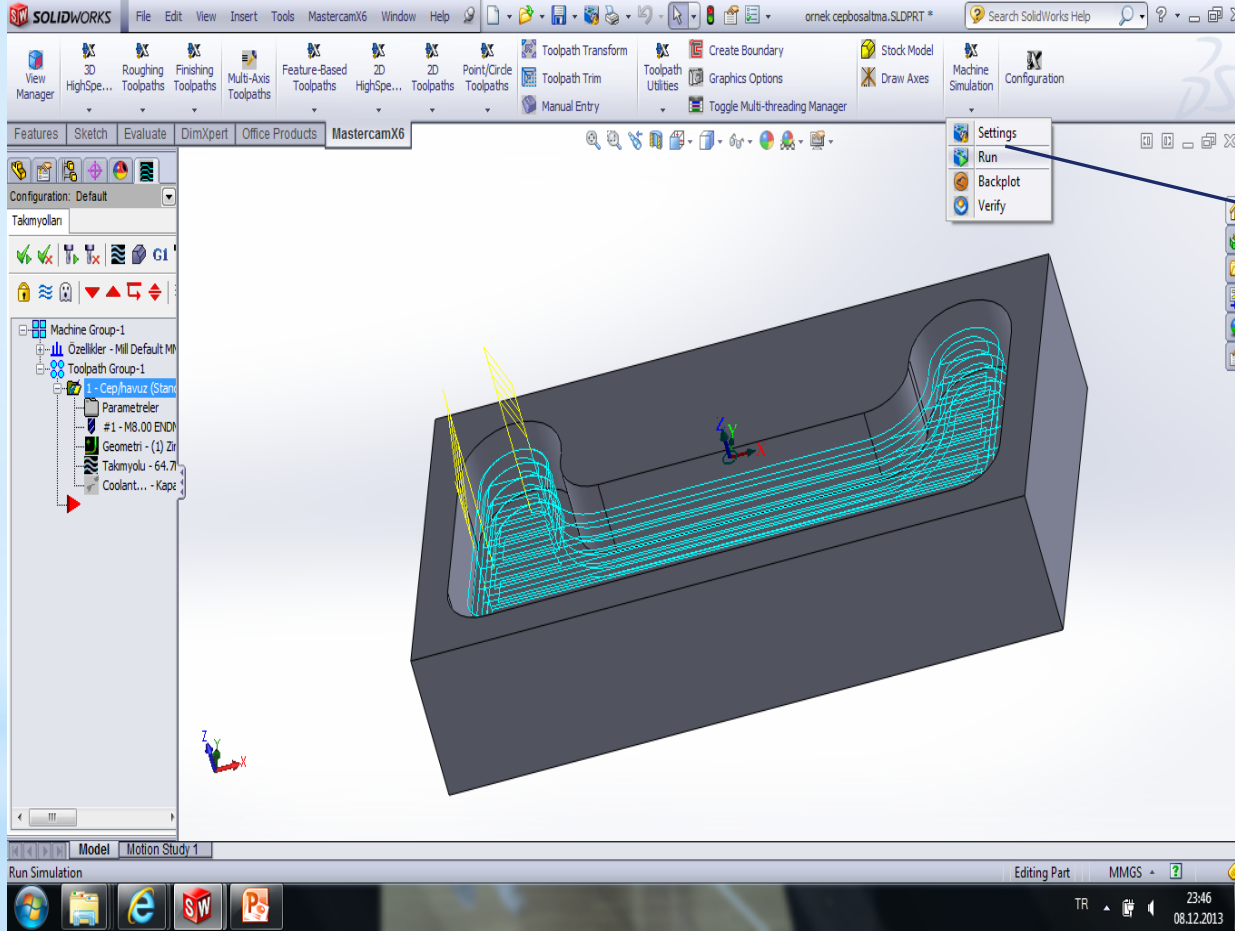 SOLIDWORKS File Edit View Insert Tools MastercamX6 Window Help ornek cepbosaltma.SLDPRT * Search SolidWorks Help
View Manager
3D HighSpe...
Roughing Toolpaths
Finishing Toolpaths
Multi-Axis Toolpaths
Feature-Based Toolpaths
2D HighSpe...
2D Toolpaths
Point/Circle Toolpaths
Toolpath Transform
Toolpath Trim
Manual Entry
Toolpath Utilities
Create Boundary
Graphics Options
Toggle Multi-threading Manager
Stock Model
Draw Axes
Machine Simulation
Configuration
Features Sketch Evaluate DimXpert Office Products MastercamX6
Settings
Run
Backplot
Verify
Configuration: Default
Takımyolları
G1
Machine Group-1
Özellikler - Mill Default MM
Toolpath Group-1
1 - Cep/havuz (Stand
Parametreler
#1 - M8.00 ENDM
Geometri - (1) Zir
Takımyolu - 64.7
Coolant... - Kapa
Z Y X
Z Y X
Model Motion Study 1
Run Simulation Editing Part MMGS
TR 23:46
08.12.2013